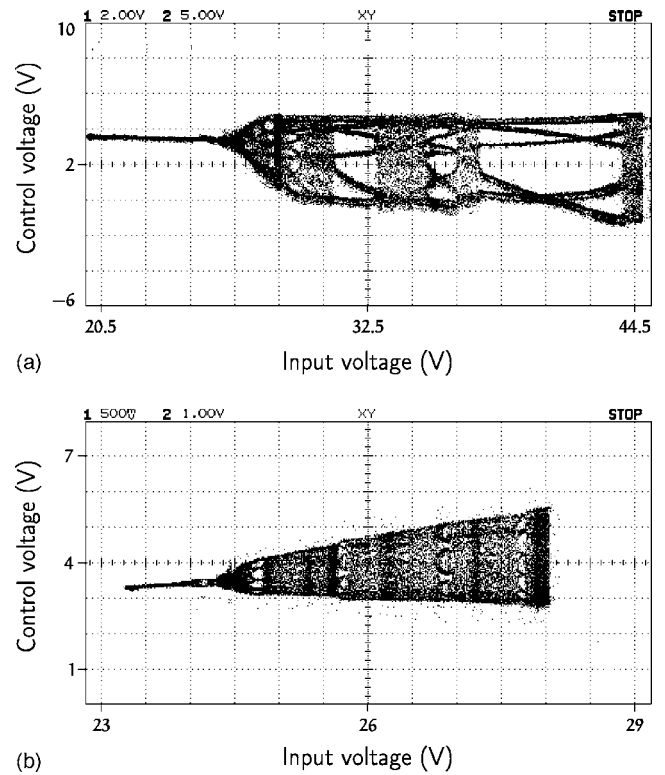 1 2.00V 2 5.00V XY STOP
10
2
−6
Control voltage (V)
20.5 32.5 44.5
Input voltage (V)
(a)
1 500m 2 1.00V XY STOP
7
4
1
Control voltage (V)
23 26 29
Input voltage (V)
(b)